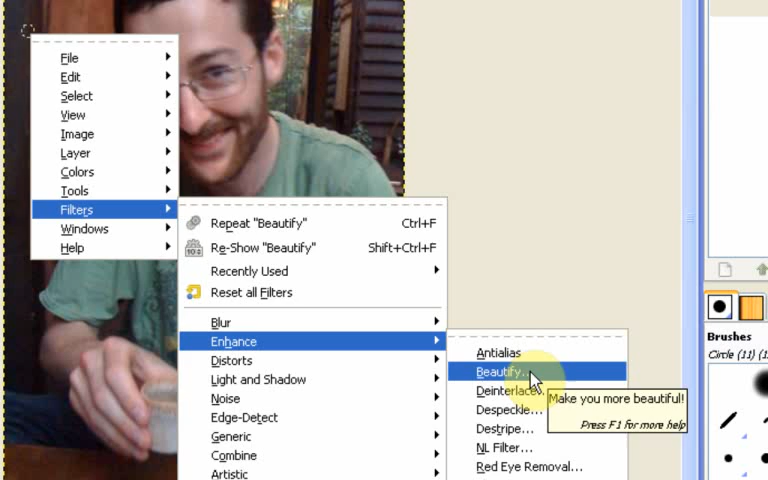 File
Edit
Select
View
Image
Layer
Colors
Tools
Filters
Windows
Help
Repeat "Beautify" Ctrl+F
Re-Show "Beautify" Shift+Ctrl+F
Recently Used
Reset all Filters
Blur
Enhance
Distorts
Light and Shadow
Noise
Edge-Detect
Generic
Combine
Artistic
Antialias
Beautify...
Deinterlace...
Despeckle...
Destripe...
NL Filter...
Red Eye Removal...
Make you more beautiful!
Press F1 for more help
Brushes
Circle (11) (1